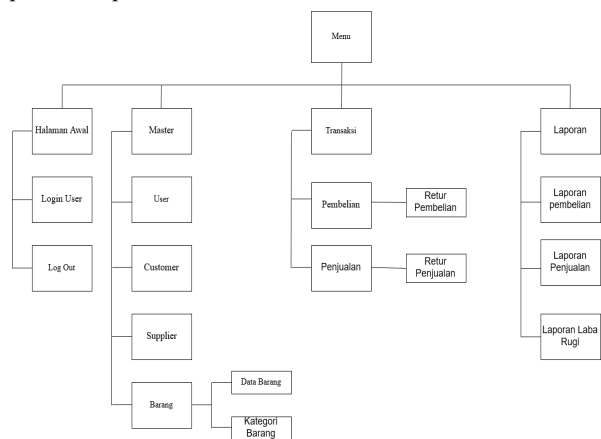 Menu
Halaman Awal
Master
Transaksi
Laporan
Login User
User
Pembelian
Retur
Pembelian
Laporan
pembelian
Log Out
Customer
Penjualan
Retur
Penjualan
Laporan
Penjualan
Supplier
Laporan Laba
Rugi
Barang
Data Barang
Kategori
Barang